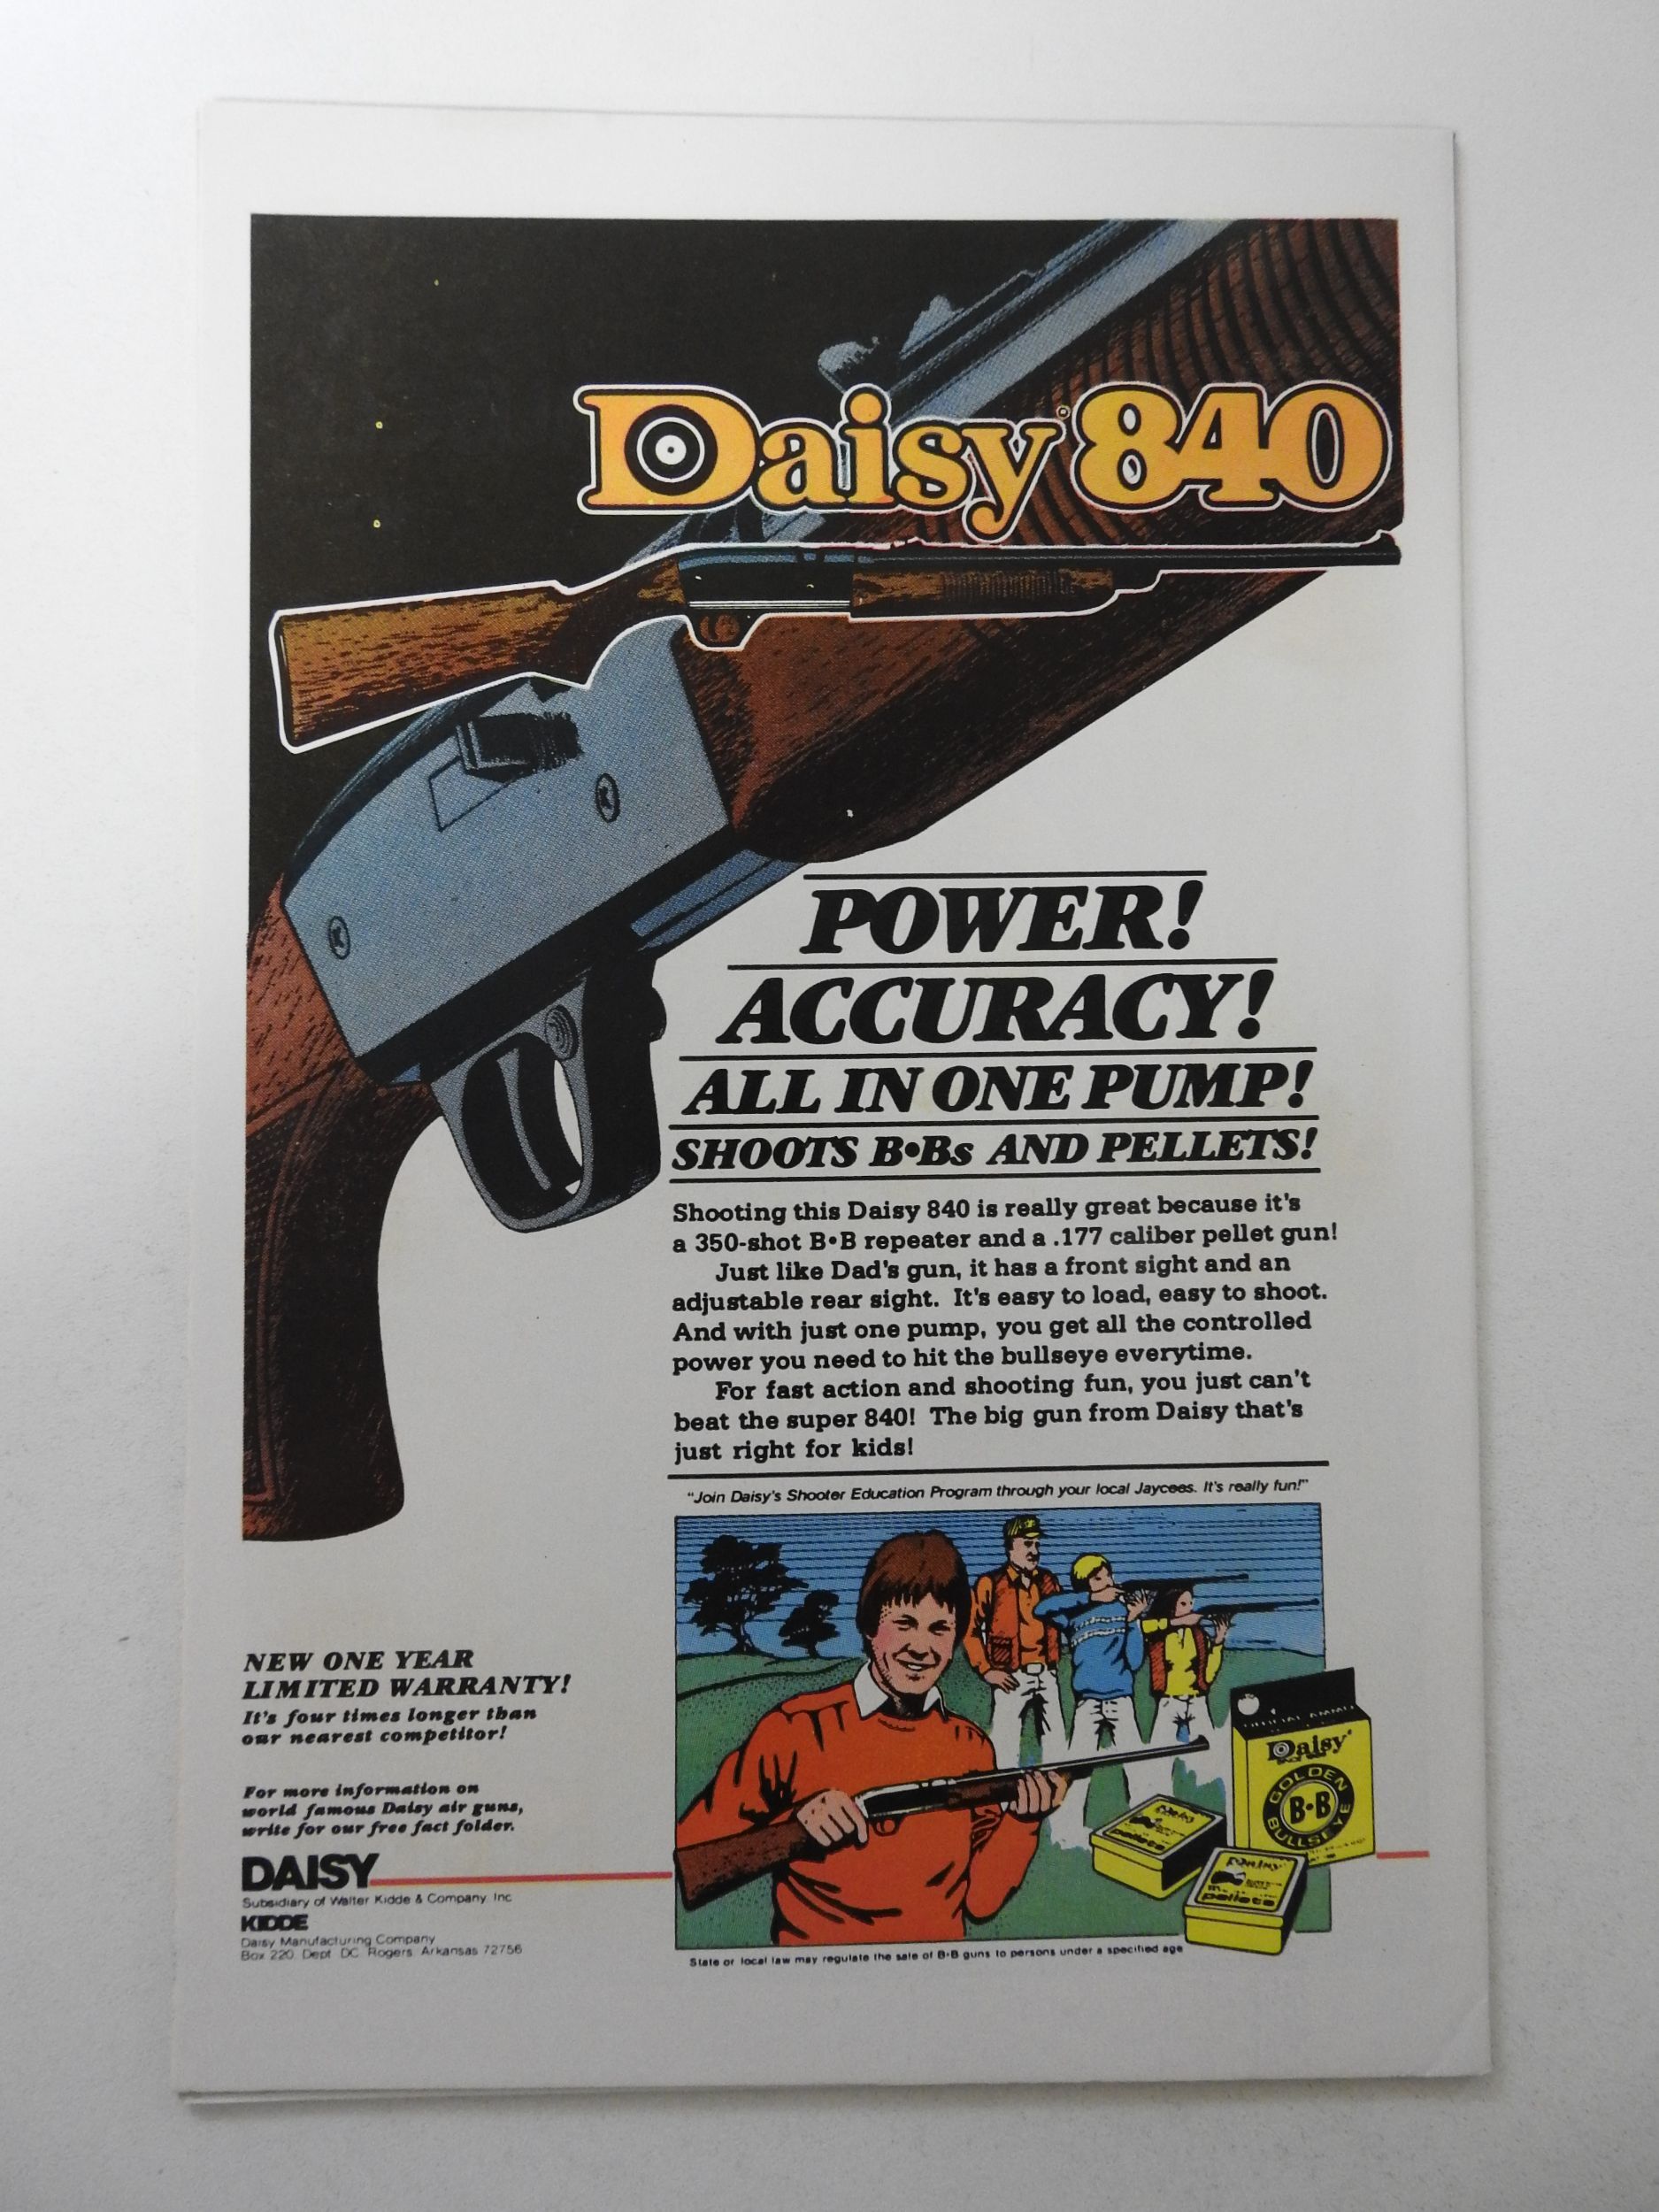 Daisy® 840
POWER!
ACCURACY!
ALL IN ONE PUMP!
SHOOTS B•Bs AND PELLETS!
Shooting this Daisy 840 is really great because it's
a 350-shot B•B repeater and a .177 caliber pellet gun!
Just like Dad's gun, it has a front sight and an
adjustable rear sight. It's easy to load, easy to shoot.
And with just one pump, you get all the controlled
power you need to hit the bullseye everytime.
For fast action and shooting fun, you just can't
beat the super 840! The big gun from Daisy that's
just right for kids!
"Join Daisy's Shooter Education Program through your local Jaycees. It's really fun!"
NEW ONE YEAR
LIMITED WARRANTY!
It's four times longer than
our nearest competitor!
For more information on
world famous Daisy air guns,
write for our free fact folder.
DAISY
Subsidiary of Walter Kidde & Company, Inc
KIDDE
Daisy Manufacturing Company
Box 220, Dept. DC, Rogers, Arkansas 72756
Daisy
GOLDEN
B•B
BULLSEYE
Daisy
pellets
Daisy
pellets
State or local law may regulate the sale of B•B guns to persons under a specified age